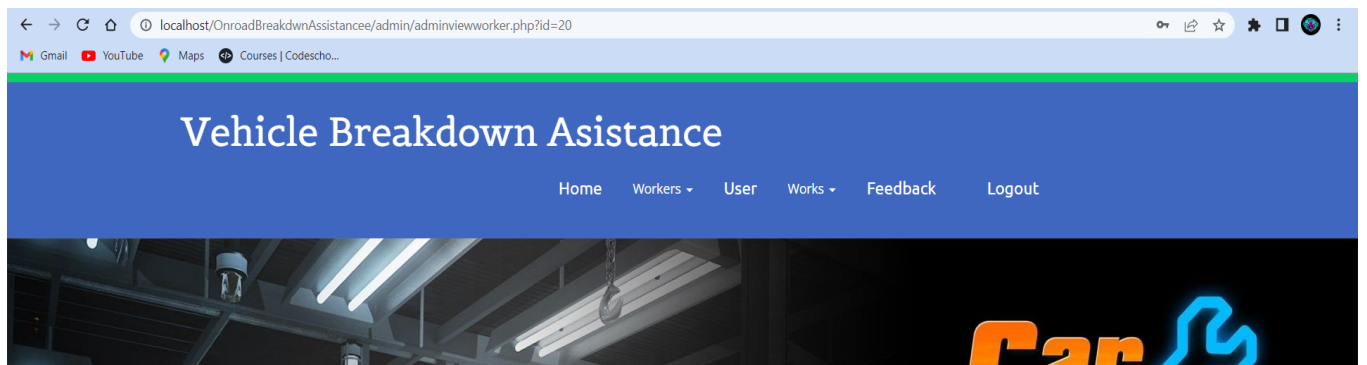 localhost/OnroadBreakdwnAssistancee/admin/adminviewworker.php?id=20
Gmail YouTube Maps Courses | Codescho...
Vehicle Breakdown Asistance
Home Workers User Works Feedback Logout
Car